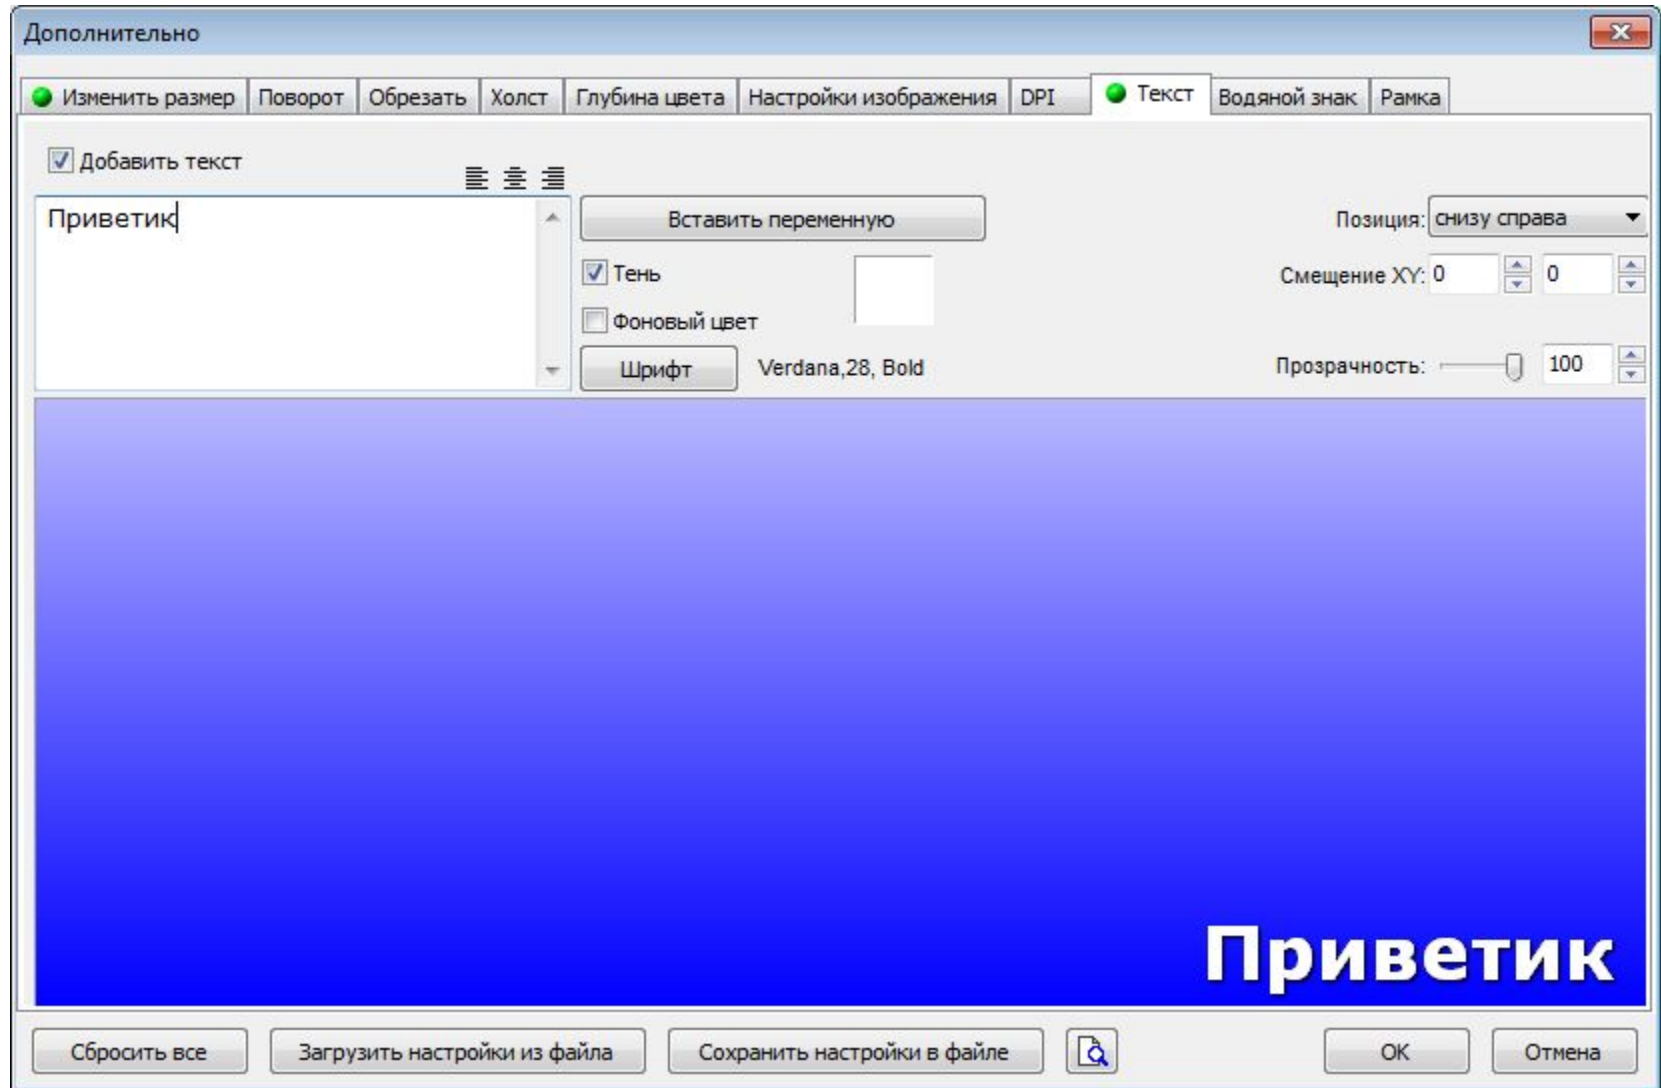 Дополнительно
Изменить размер Поворот Обрезать Холст Глубина цвета Настройки изображения DPI Текст Водяной знак Рамка
Добавить текст
Приветик
Вставить переменную
Позиция: снизу справа
Тень
Смещение XY: 0 0
Фоновый цвет
Шрифт Verdana,28, Bold
Прозрачность: 100
Приветик
Сбросить все Загрузить настройки из файла Сохранить настройки в файле OK Отмена